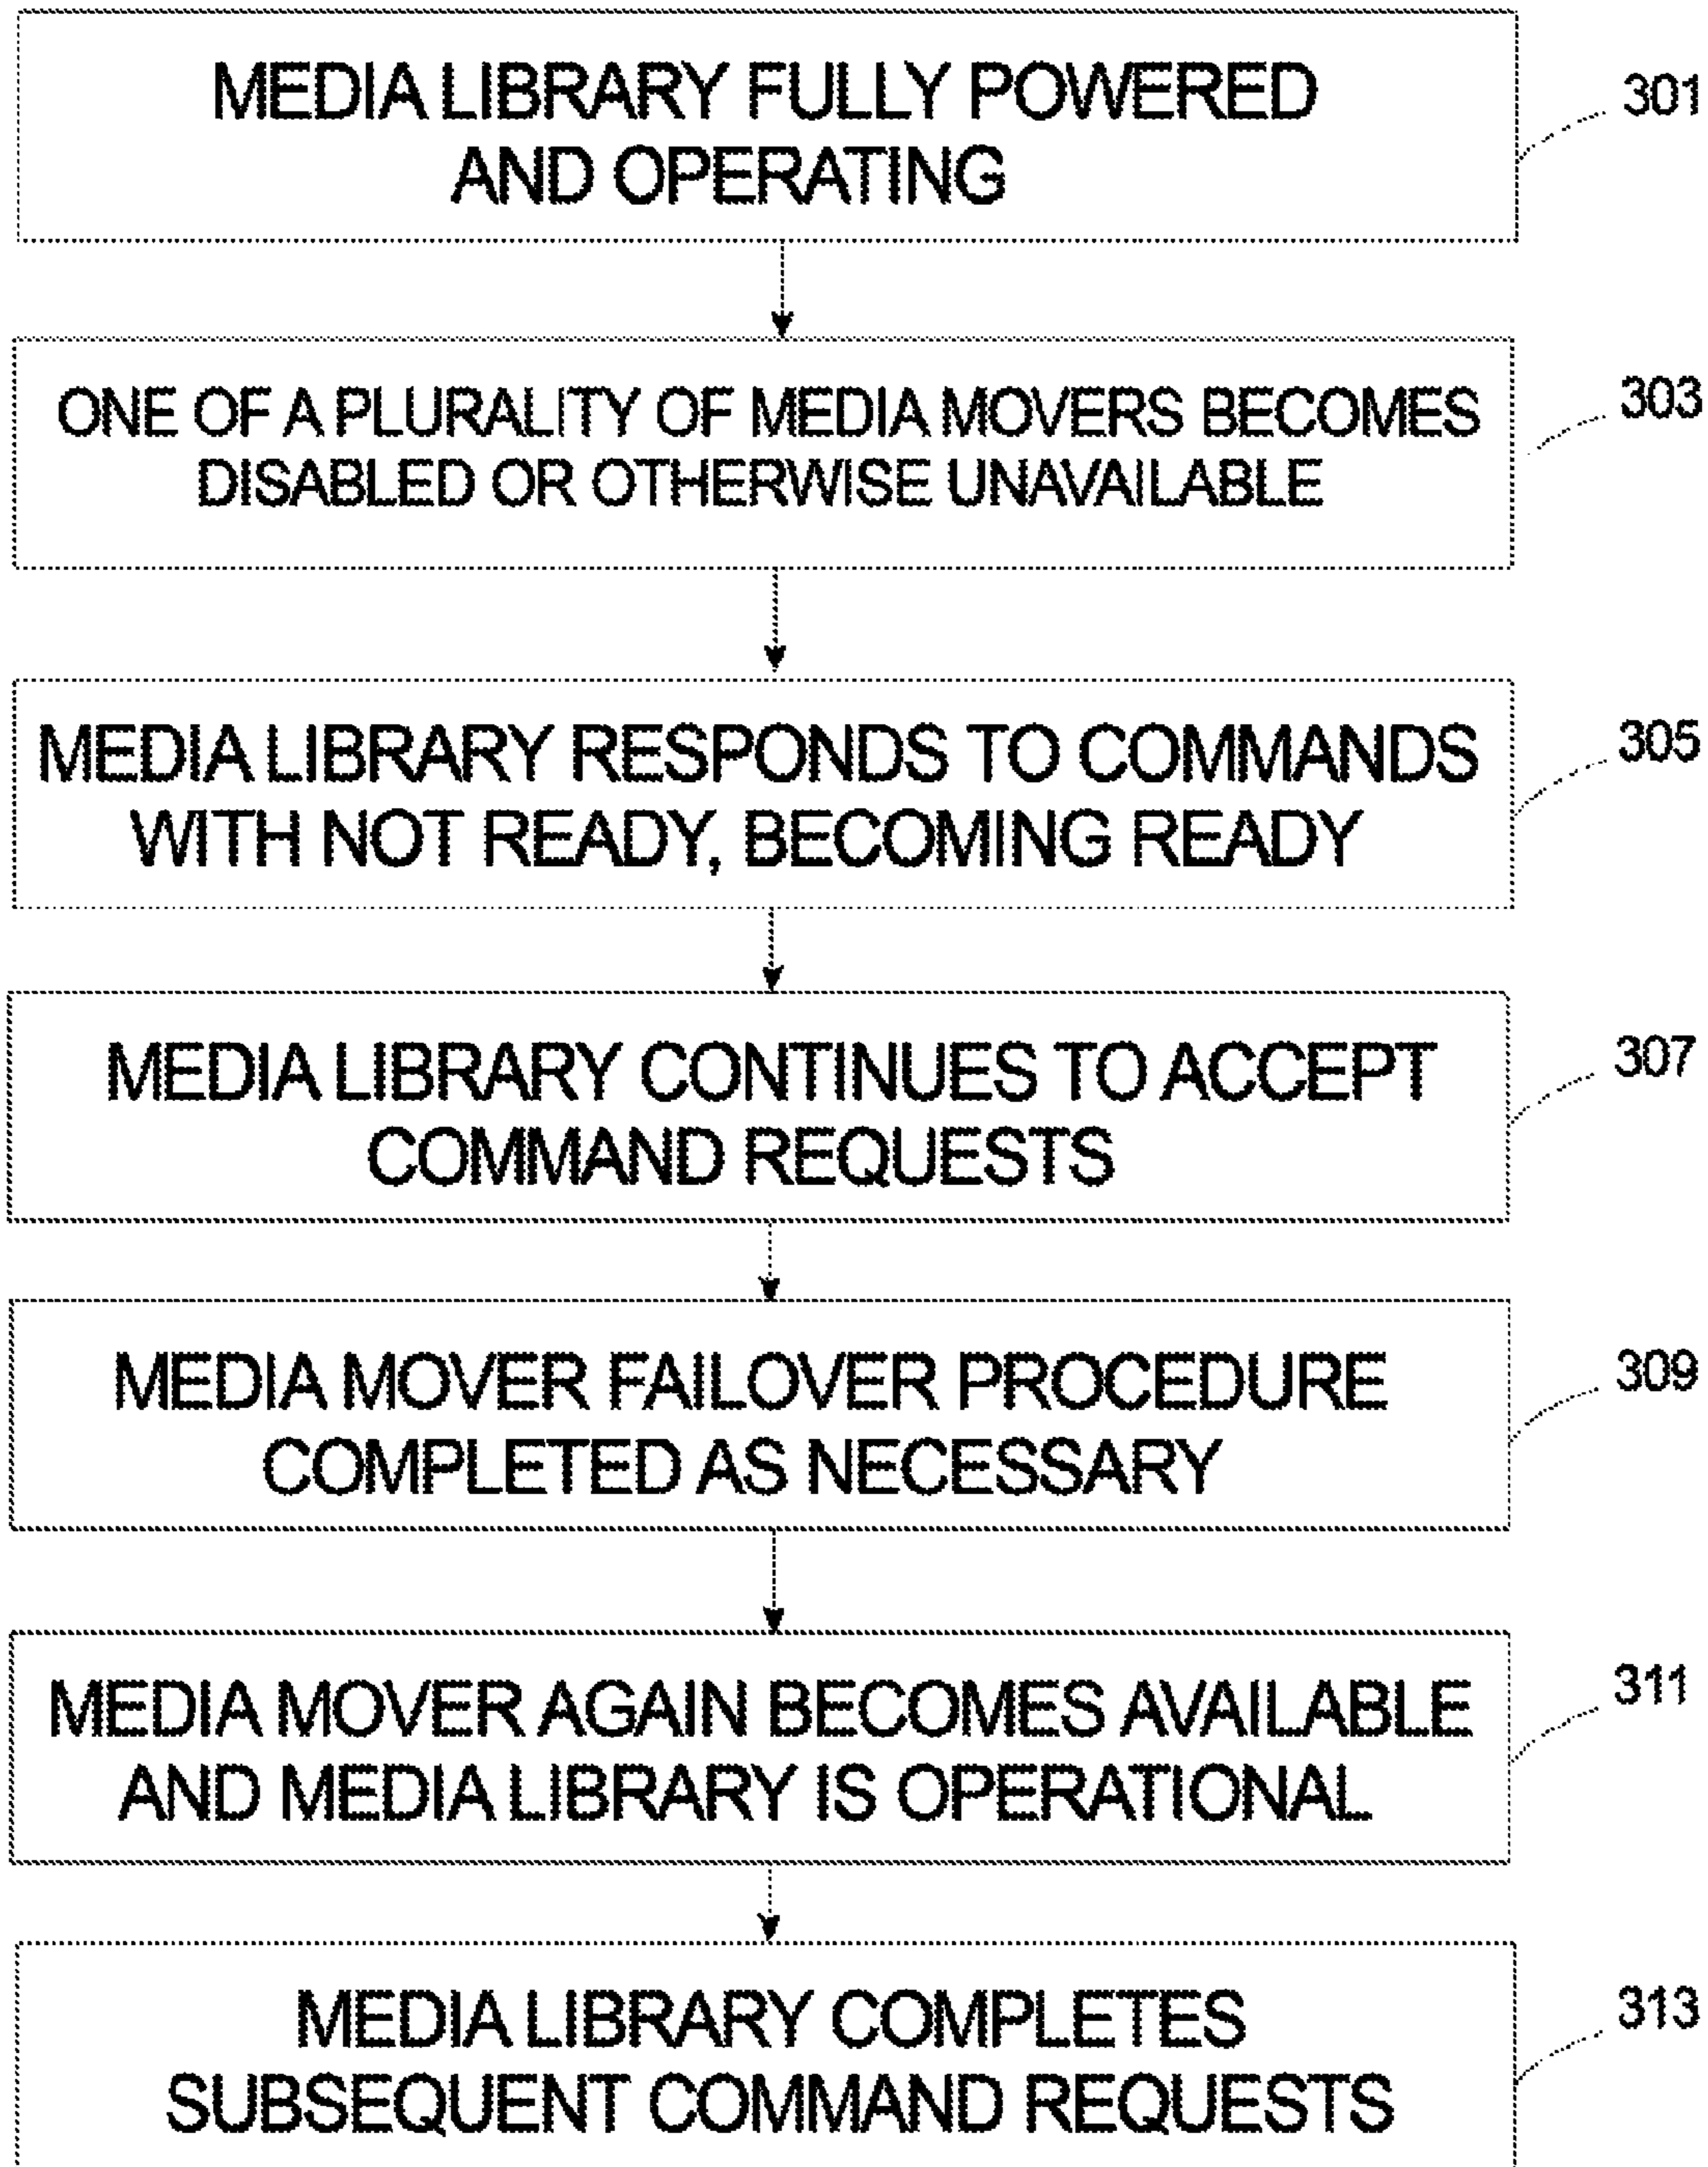 MEDIA LIBRARY FULLY POWERED
AND OPERATING
301
ONE OF A PLURALITY OF MEDIA MOVERS BECOMES
DISABLED OR OTHERWISE UNAVAILABLE
303
MEDIA LIBRARY RESPONDS TO COMMANDS
WITH NOT READY, BECOMING READY
305
MEDIA LIBRARY CONTINUES TO ACCEPT
COMMAND REQUESTS
307
MEDIA MOVER FAILOVER PROCEDURE
COMPLETED AS NECESSARY
309
MEDIA MOVER AGAIN BECOMES AVAILABLE
AND MEDIA LIBRARY IS OPERATIONAL
311
MEDIA LIBRARY COMPLETES
SUBSEQUENT COMMAND REQUESTS
313